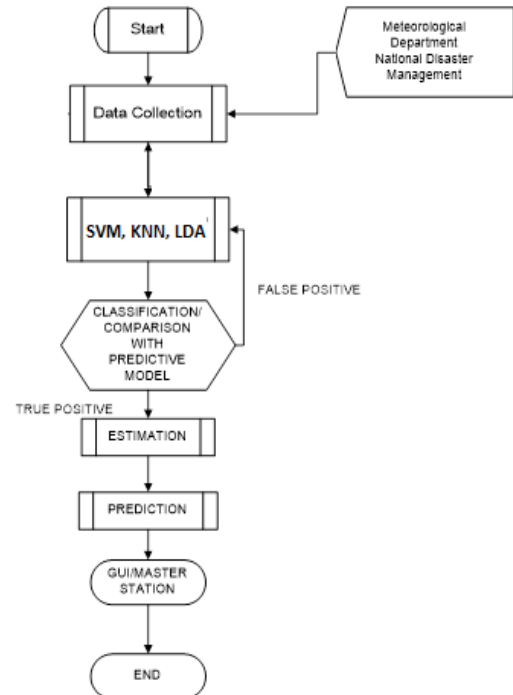 Start
Meteorological
Department
National Disaster
Management
Data Collection
SVM, KNN, LDA
FALSE POSITIVE
CLASSIFICATION/
COMPARISON
WITH
PREDICTIVE
MODEL
TRUE POSITIVE
ESTIMATION
PREDICTION
GUI/MASTER
STATION
END